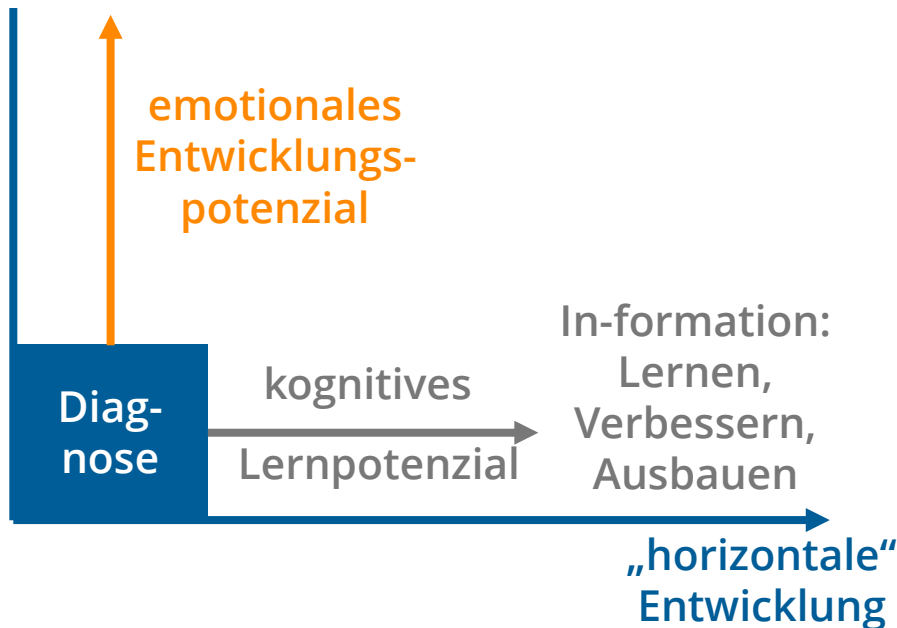 emotionales
Entwicklungs-
potenzial
In-formation:
Lernen,
Verbessern,
Ausbauen
kognitives
Lernpotenzial
Diag-
nose
„horizontale“
Entwicklung